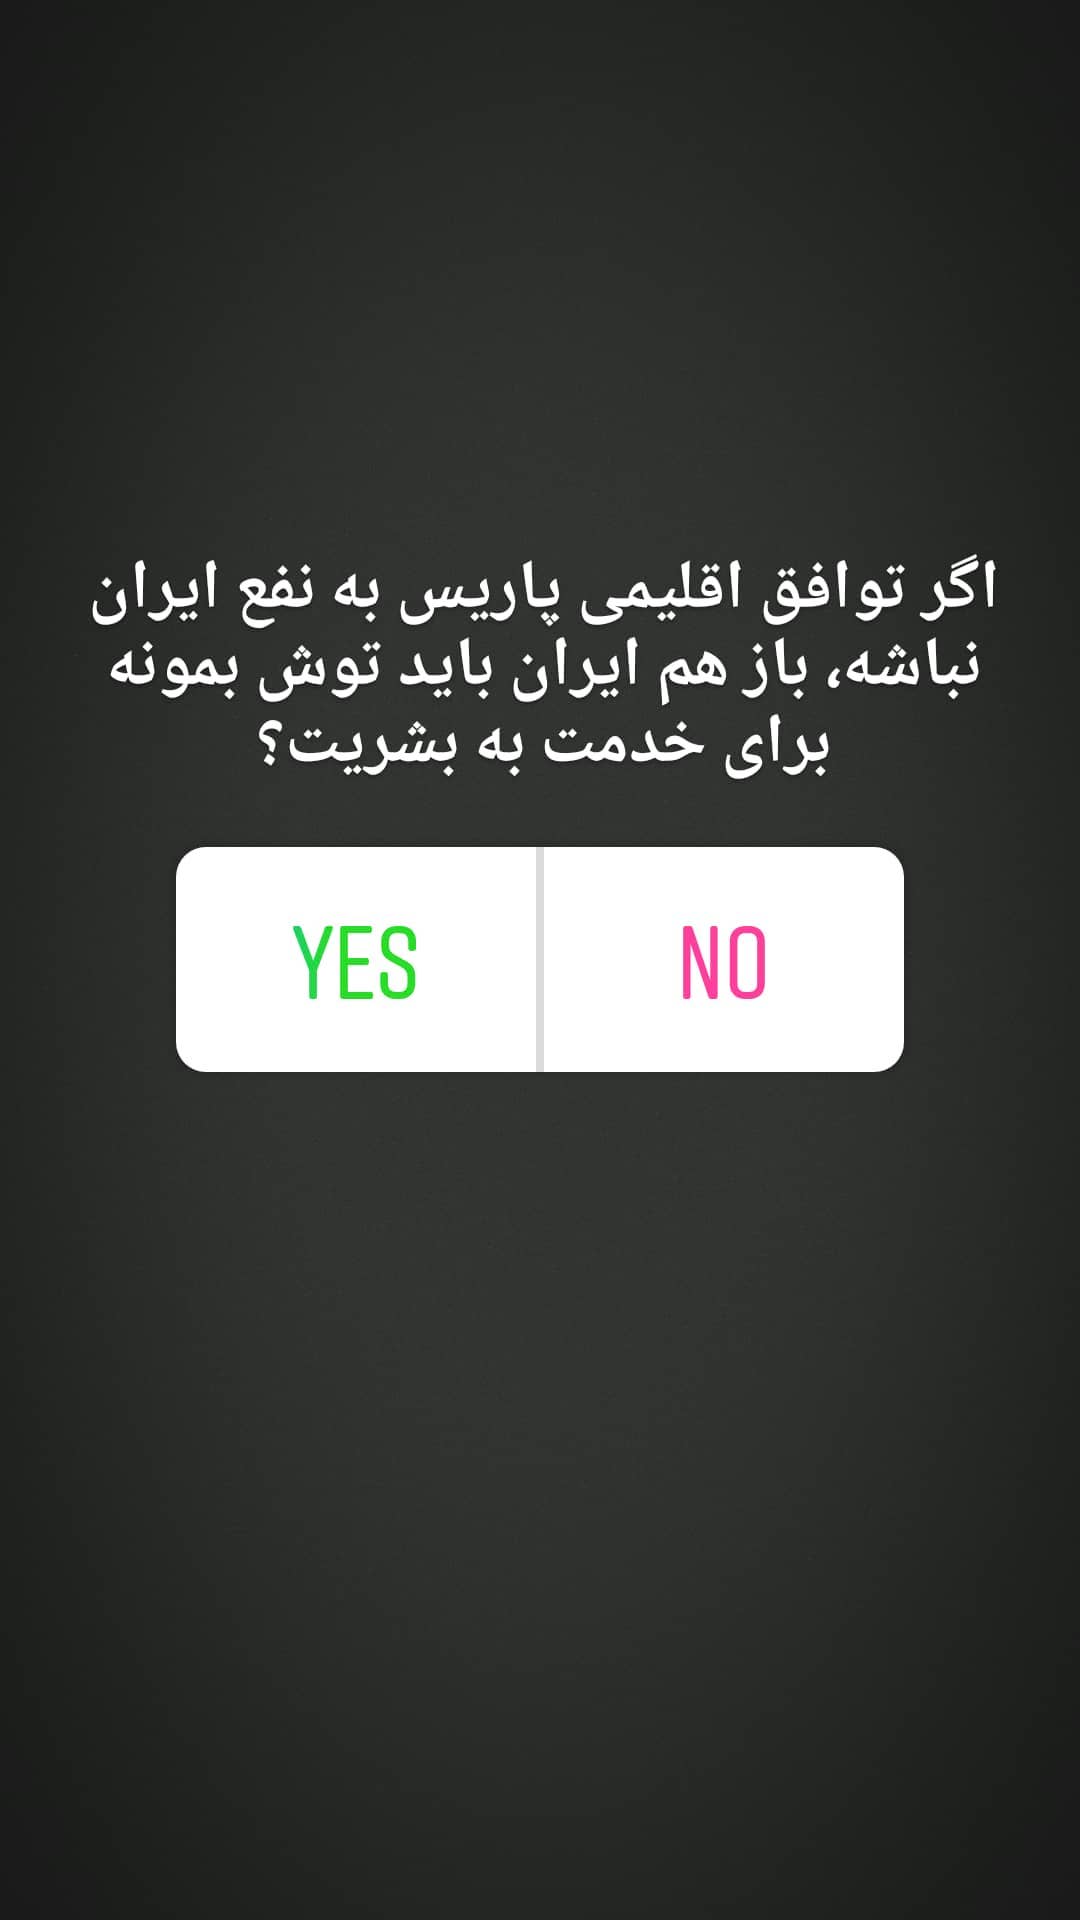 اگر توافق اقلیمی پاریس به نفع ایران
نباشه، باز هم ایران باید توش بمونه
برای خدمت به بشریت؟
YES
NO